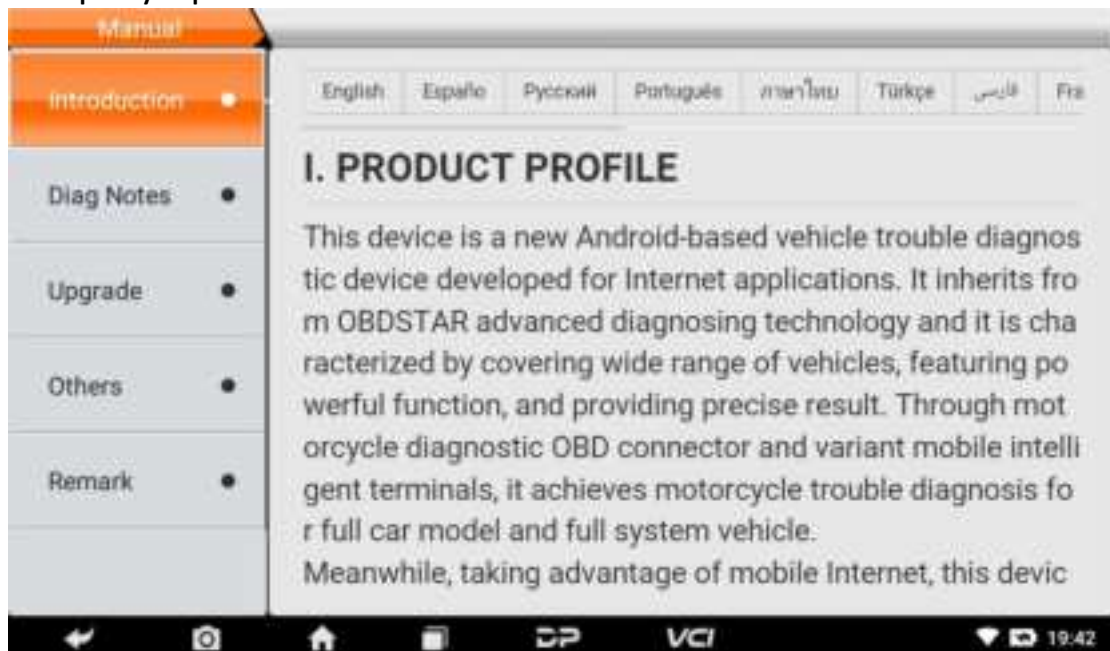 Manual
Introduction
Diag Notes
Upgrade
Others
Remark
English Españo Русский Português ภาษาไทย Türkçe فارسی Fra
I. PRODUCT PROFILE
This device is a new Android-based vehicle trouble diagnos
tic device developed for Internet applications. It inherits fro
m OBDSTAR advanced diagnosing technology and it is cha
racterized by covering wide range of vehicles, featuring po
werful function, and providing precise result. Through mot
orcycle diagnostic OBD connector and variant mobile intelli
gent terminals, it achieves motorcycle trouble diagnosis fo
r full car model and full system vehicle.
Meanwhile, taking advantage of mobile Internet, this devic
DP VCI 19:42